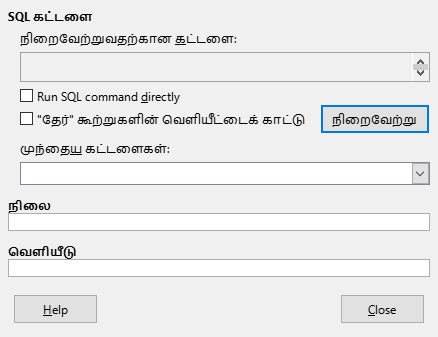 SQL கட்டளை
நிறைவேற்றுவதற்கான கட்டளை:
Run SQL command directly
"தேர்" கூற்றுகளின் வெளியீட்டைக் காட்டு
நிறைவேற்று
முந்தைய கட்டளைகள்:
நிலை
வெளியீடு
Help
Close